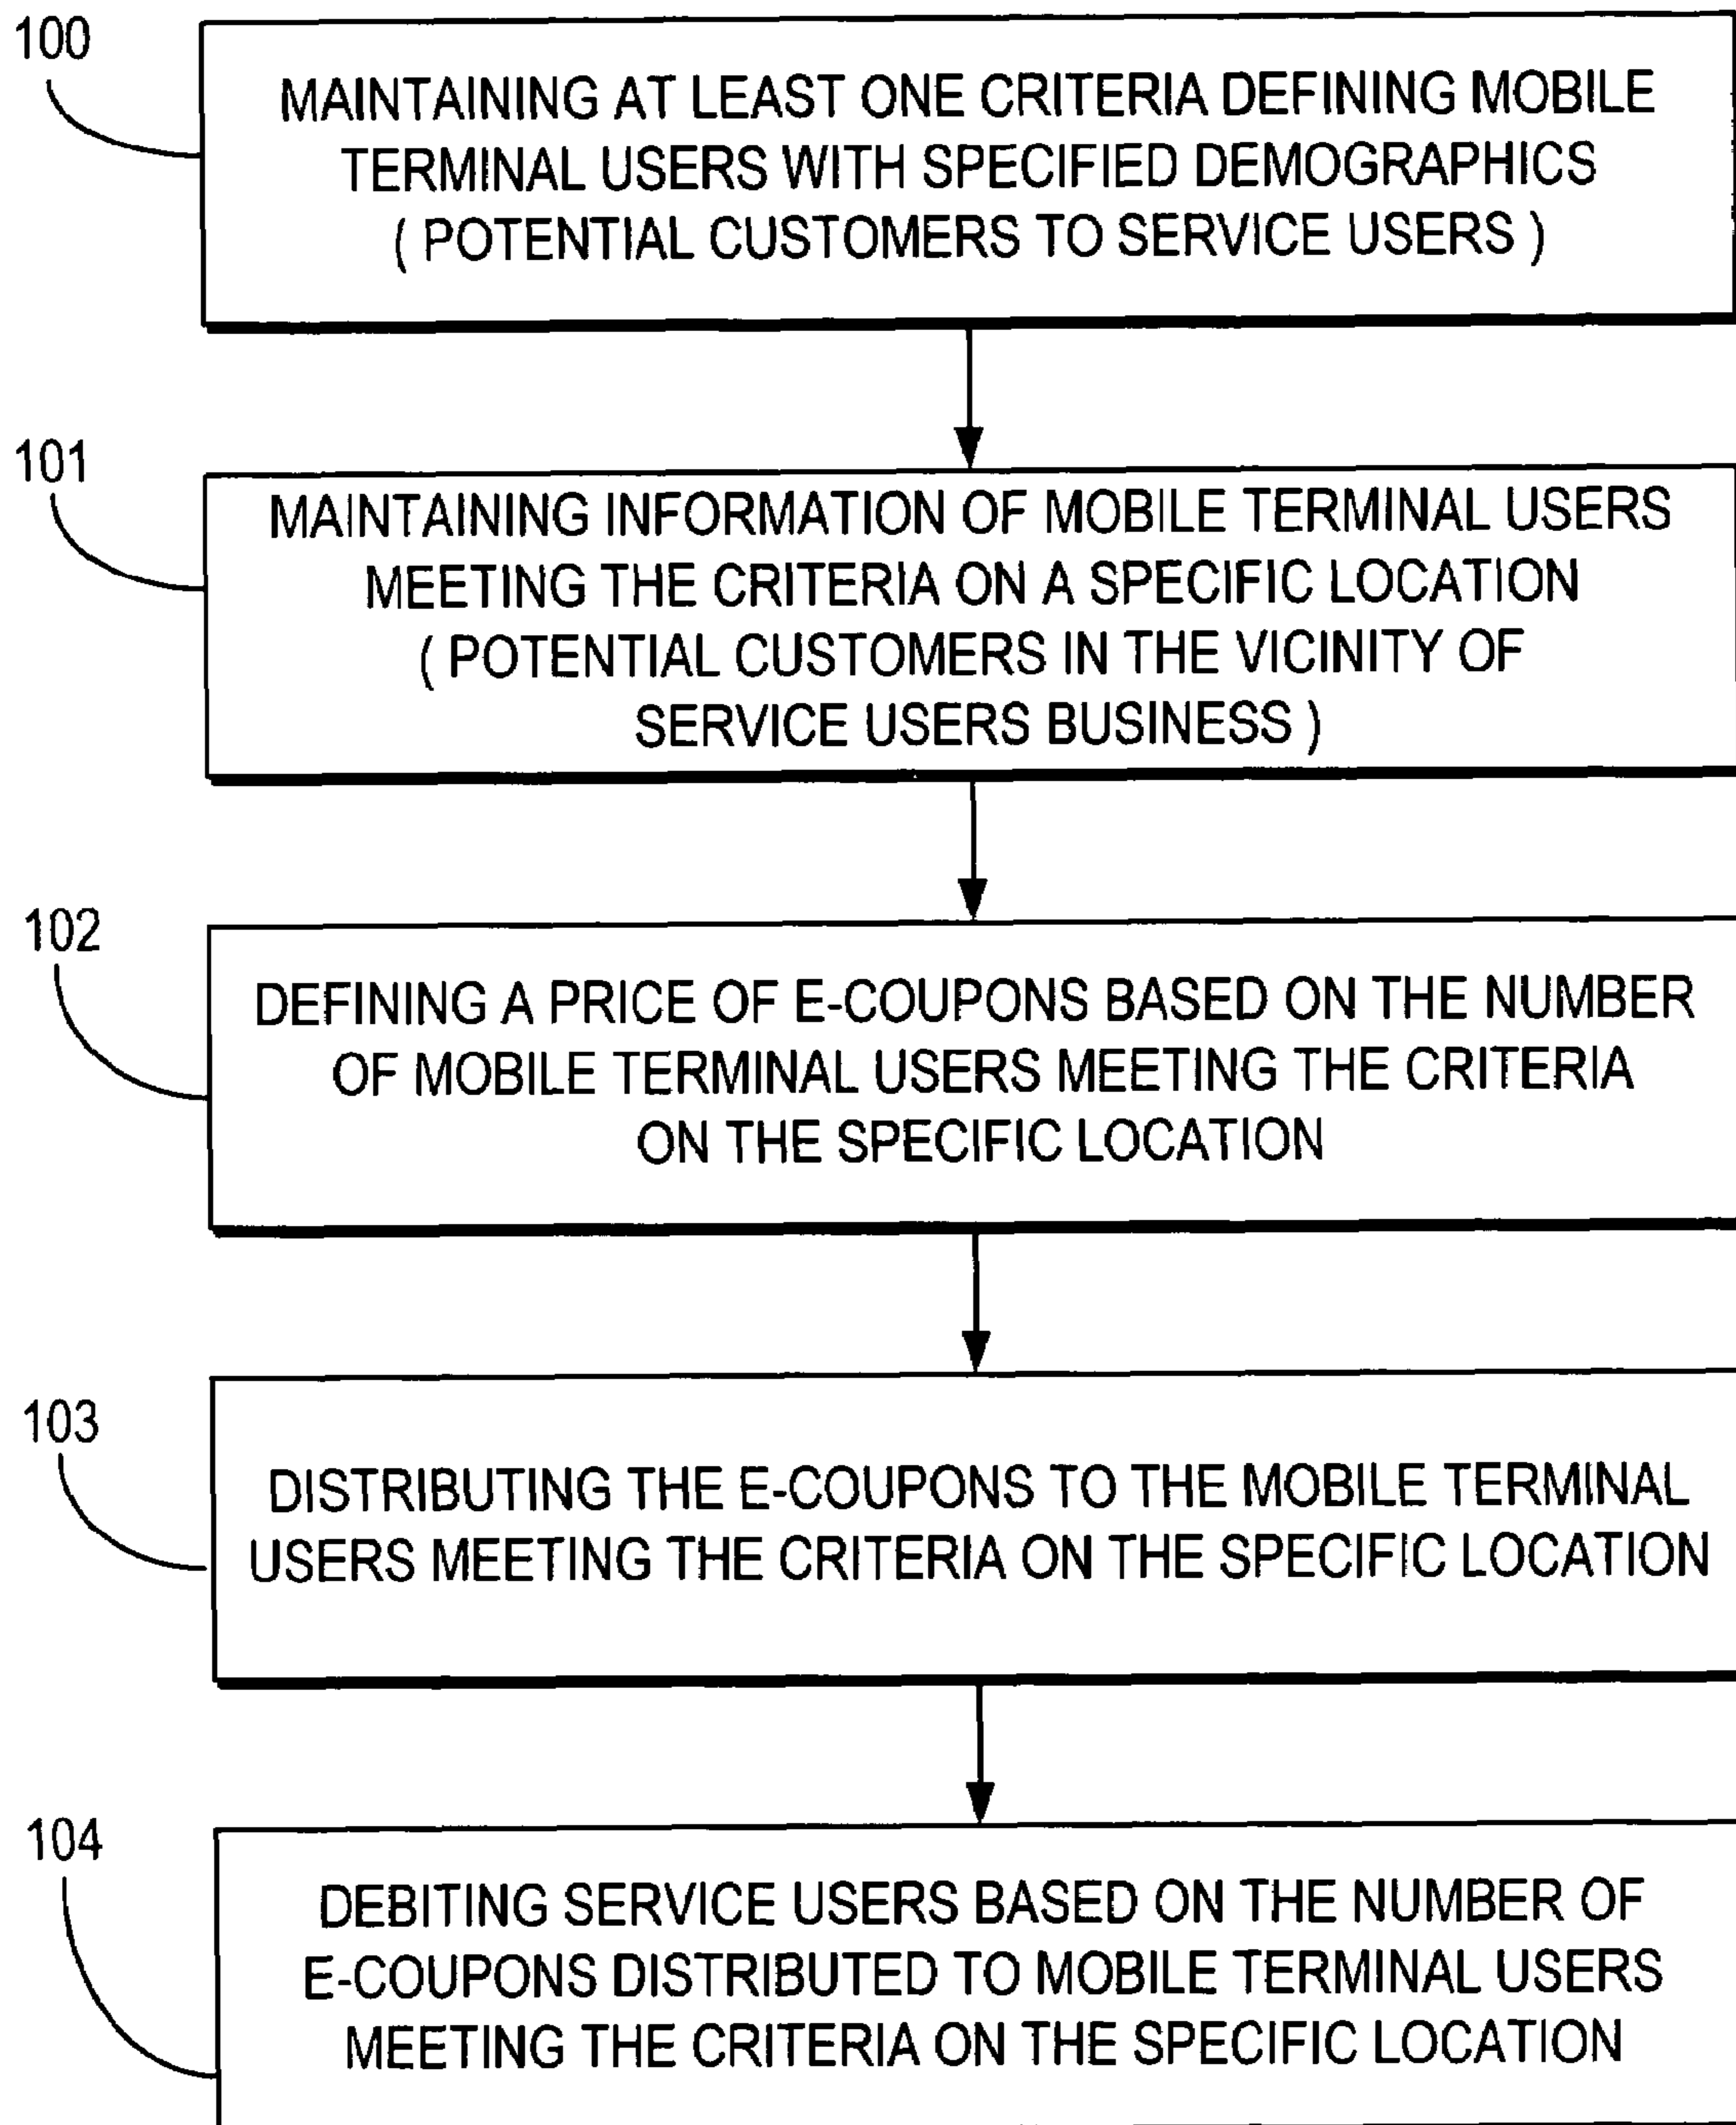 100
MAINTAINING AT LEAST ONE CRITERIA DEFINING MOBILE
TERMINAL USERS WITH SPECIFIED DEMOGRAPHICS
( POTENTIAL CUSTOMERS TO SERVICE USERS )
101
MAINTAINING INFORMATION OF MOBILE TERMINAL USERS
MEETING THE CRITERIA ON A SPECIFIC LOCATION
( POTENTIAL CUSTOMERS IN THE VICINITY OF
SERVICE USERS BUSINESS )
102
DEFINING A PRICE OF E-COUPONS BASED ON THE NUMBER
OF MOBILE TERMINAL USERS MEETING THE CRITERIA
ON THE SPECIFIC LOCATION
103
DISTRIBUTING THE E-COUPONS TO THE MOBILE TERMINAL
USERS MEETING THE CRITERIA ON THE SPECIFIC LOCATION
104
DEBITING SERVICE USERS BASED ON THE NUMBER OF
E-COUPONS DISTRIBUTED TO MOBILE TERMINAL USERS
MEETING THE CRITERIA ON THE SPECIFIC LOCATION